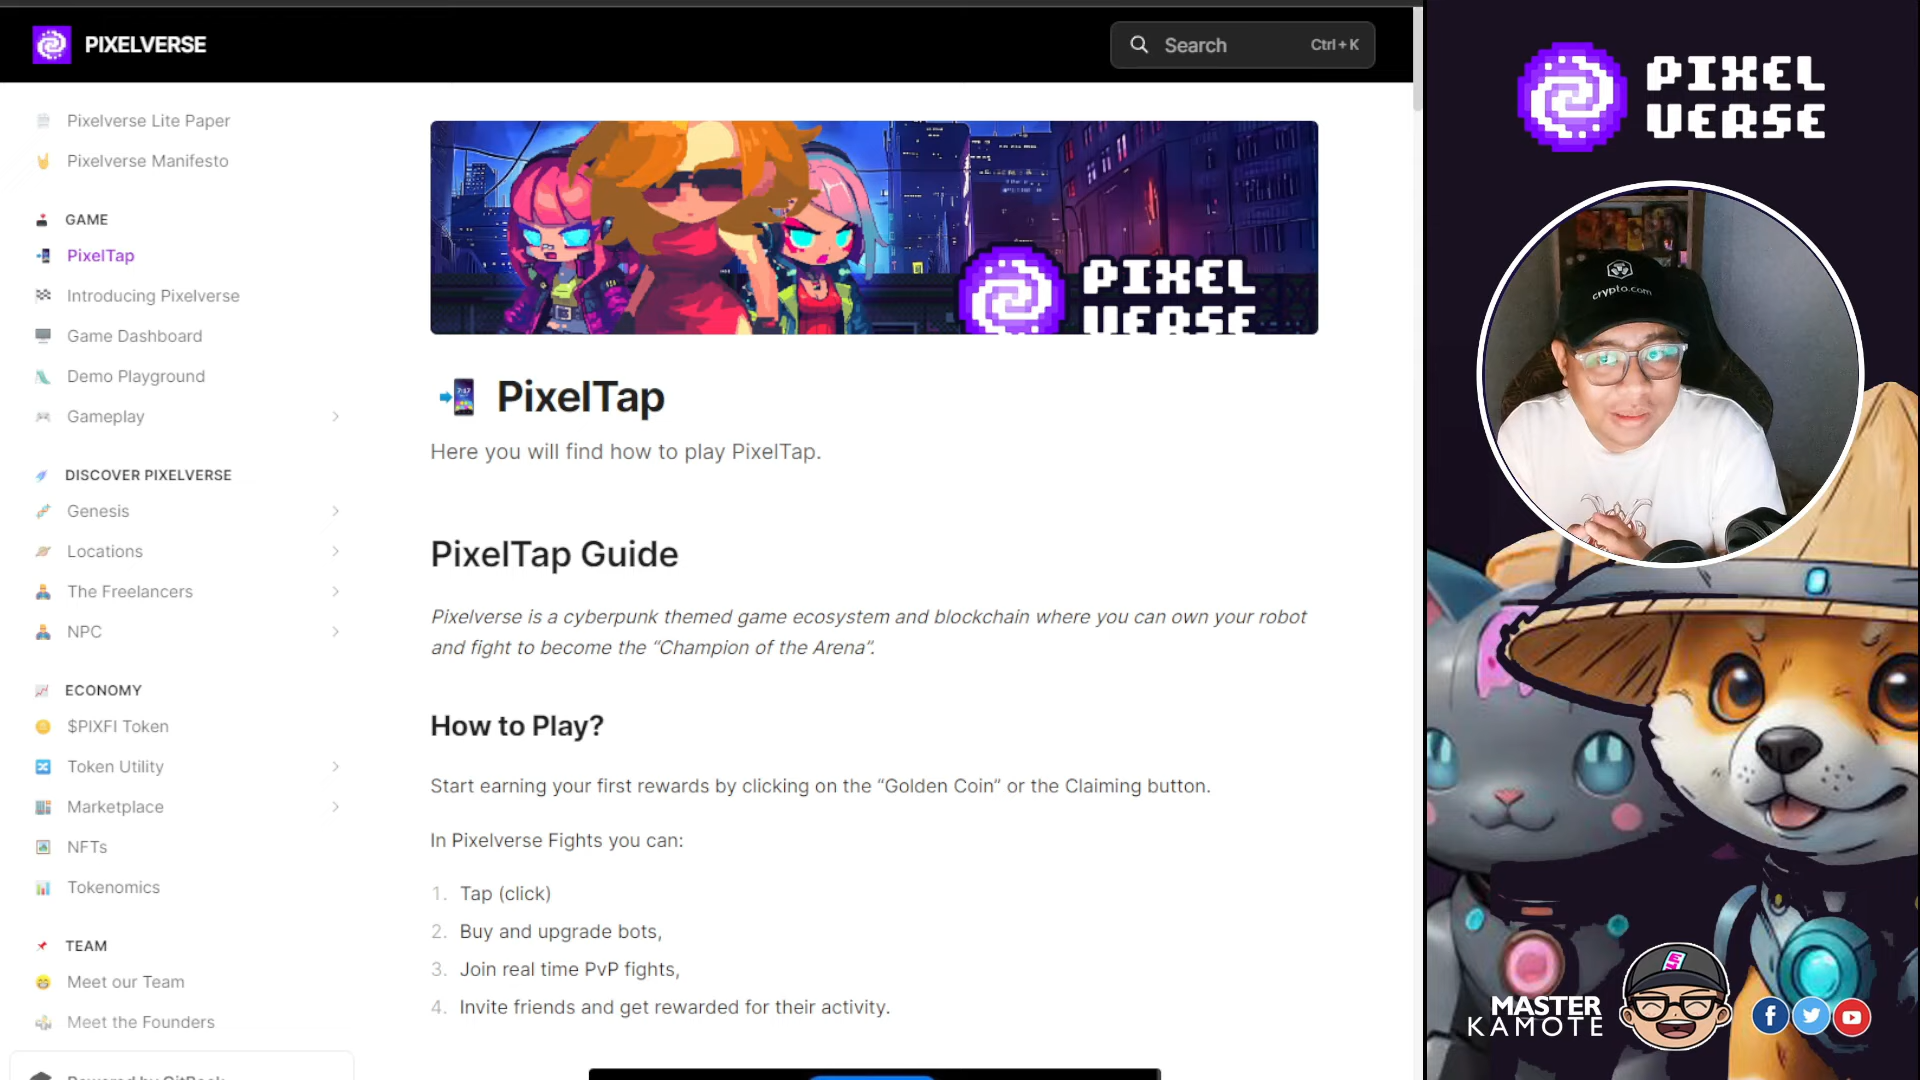 PIXELVERSE
Search
Ctrl+K
Pixelverse Lite Paper
Pixelverse Manifesto
GAME
PixelTap
Introducing Pixelverse
Game Dashboard
Demo Playground
Gameplay
DISCOVER PIXELVERSE
Genesis
Locations
The Freelancers
NPC
ECONOMY
$PIXFI Token
Token Utility
Marketplace
NFTs
Tokenomics
TEAM
Meet our Team
Meet the Founders
Powered by GitBook
PIXEL
VERSE
PixelTap
Here you will find how to play PixelTap.
PixelTap Guide
Pixelverse is a cyberpunk themed game ecosystem and blockchain where you can own your robot
and fight to become the “Champion of the Arena”.
How to Play?
Start earning your first rewards by clicking on the “Golden Coin” or the Claiming button.
In Pixelverse Fights you can:
1. Tap (click)
2. Buy and upgrade bots,
3. Join real time PvP fights,
4. Invite friends and get rewarded for their activity.
PIXEL
VERSE
crypto.com
MASTER
KAMOTE